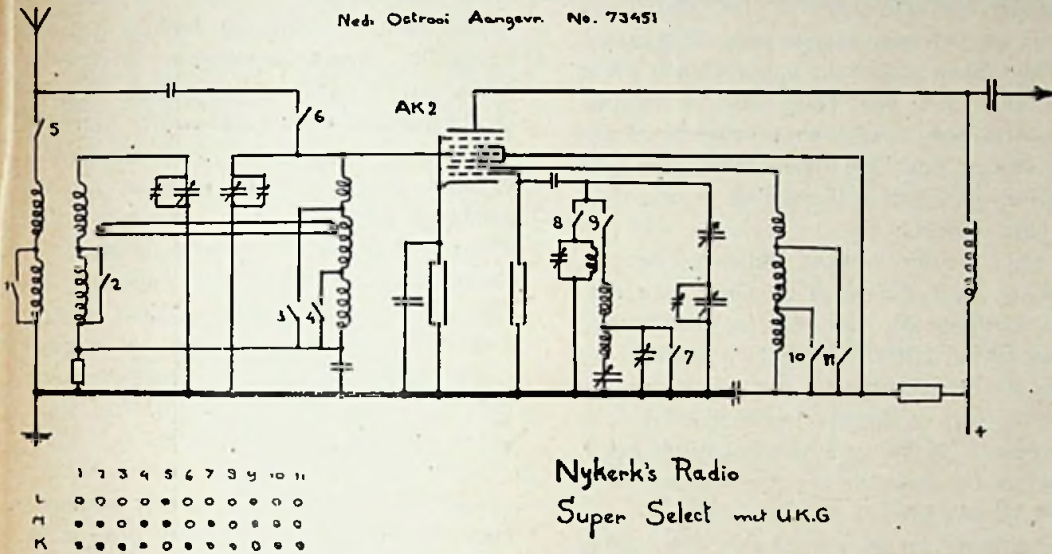 Ned. Octrooi Aangevr. No. 73451
AK2
5
6
8 9
1
2
3 4
7
10 11
+
1 2 3 4 5 6 7 8 9 10 11
L
M
K
Nykerk's Radio
Super Select met U.K.G